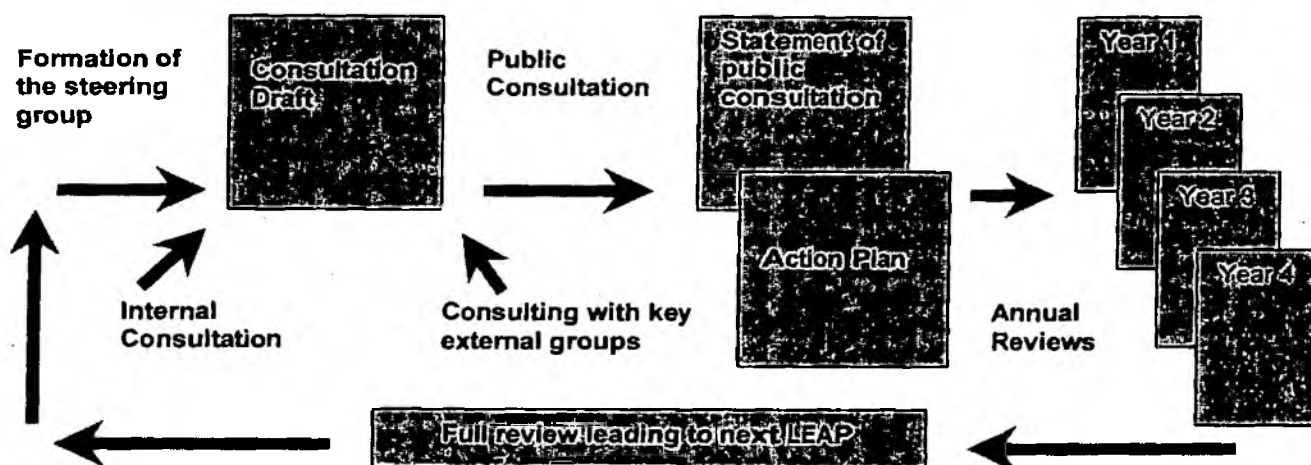 Formation of
the steering
group
Consultation
Draft
Public
Consultation
Statement of
public
consultation
Year 1
Year 2
Year 3
Year 4
Action Plan
Internal
Consultation
Consulting with key
external groups
Annual
Reviews
Full review leading to next LEAP